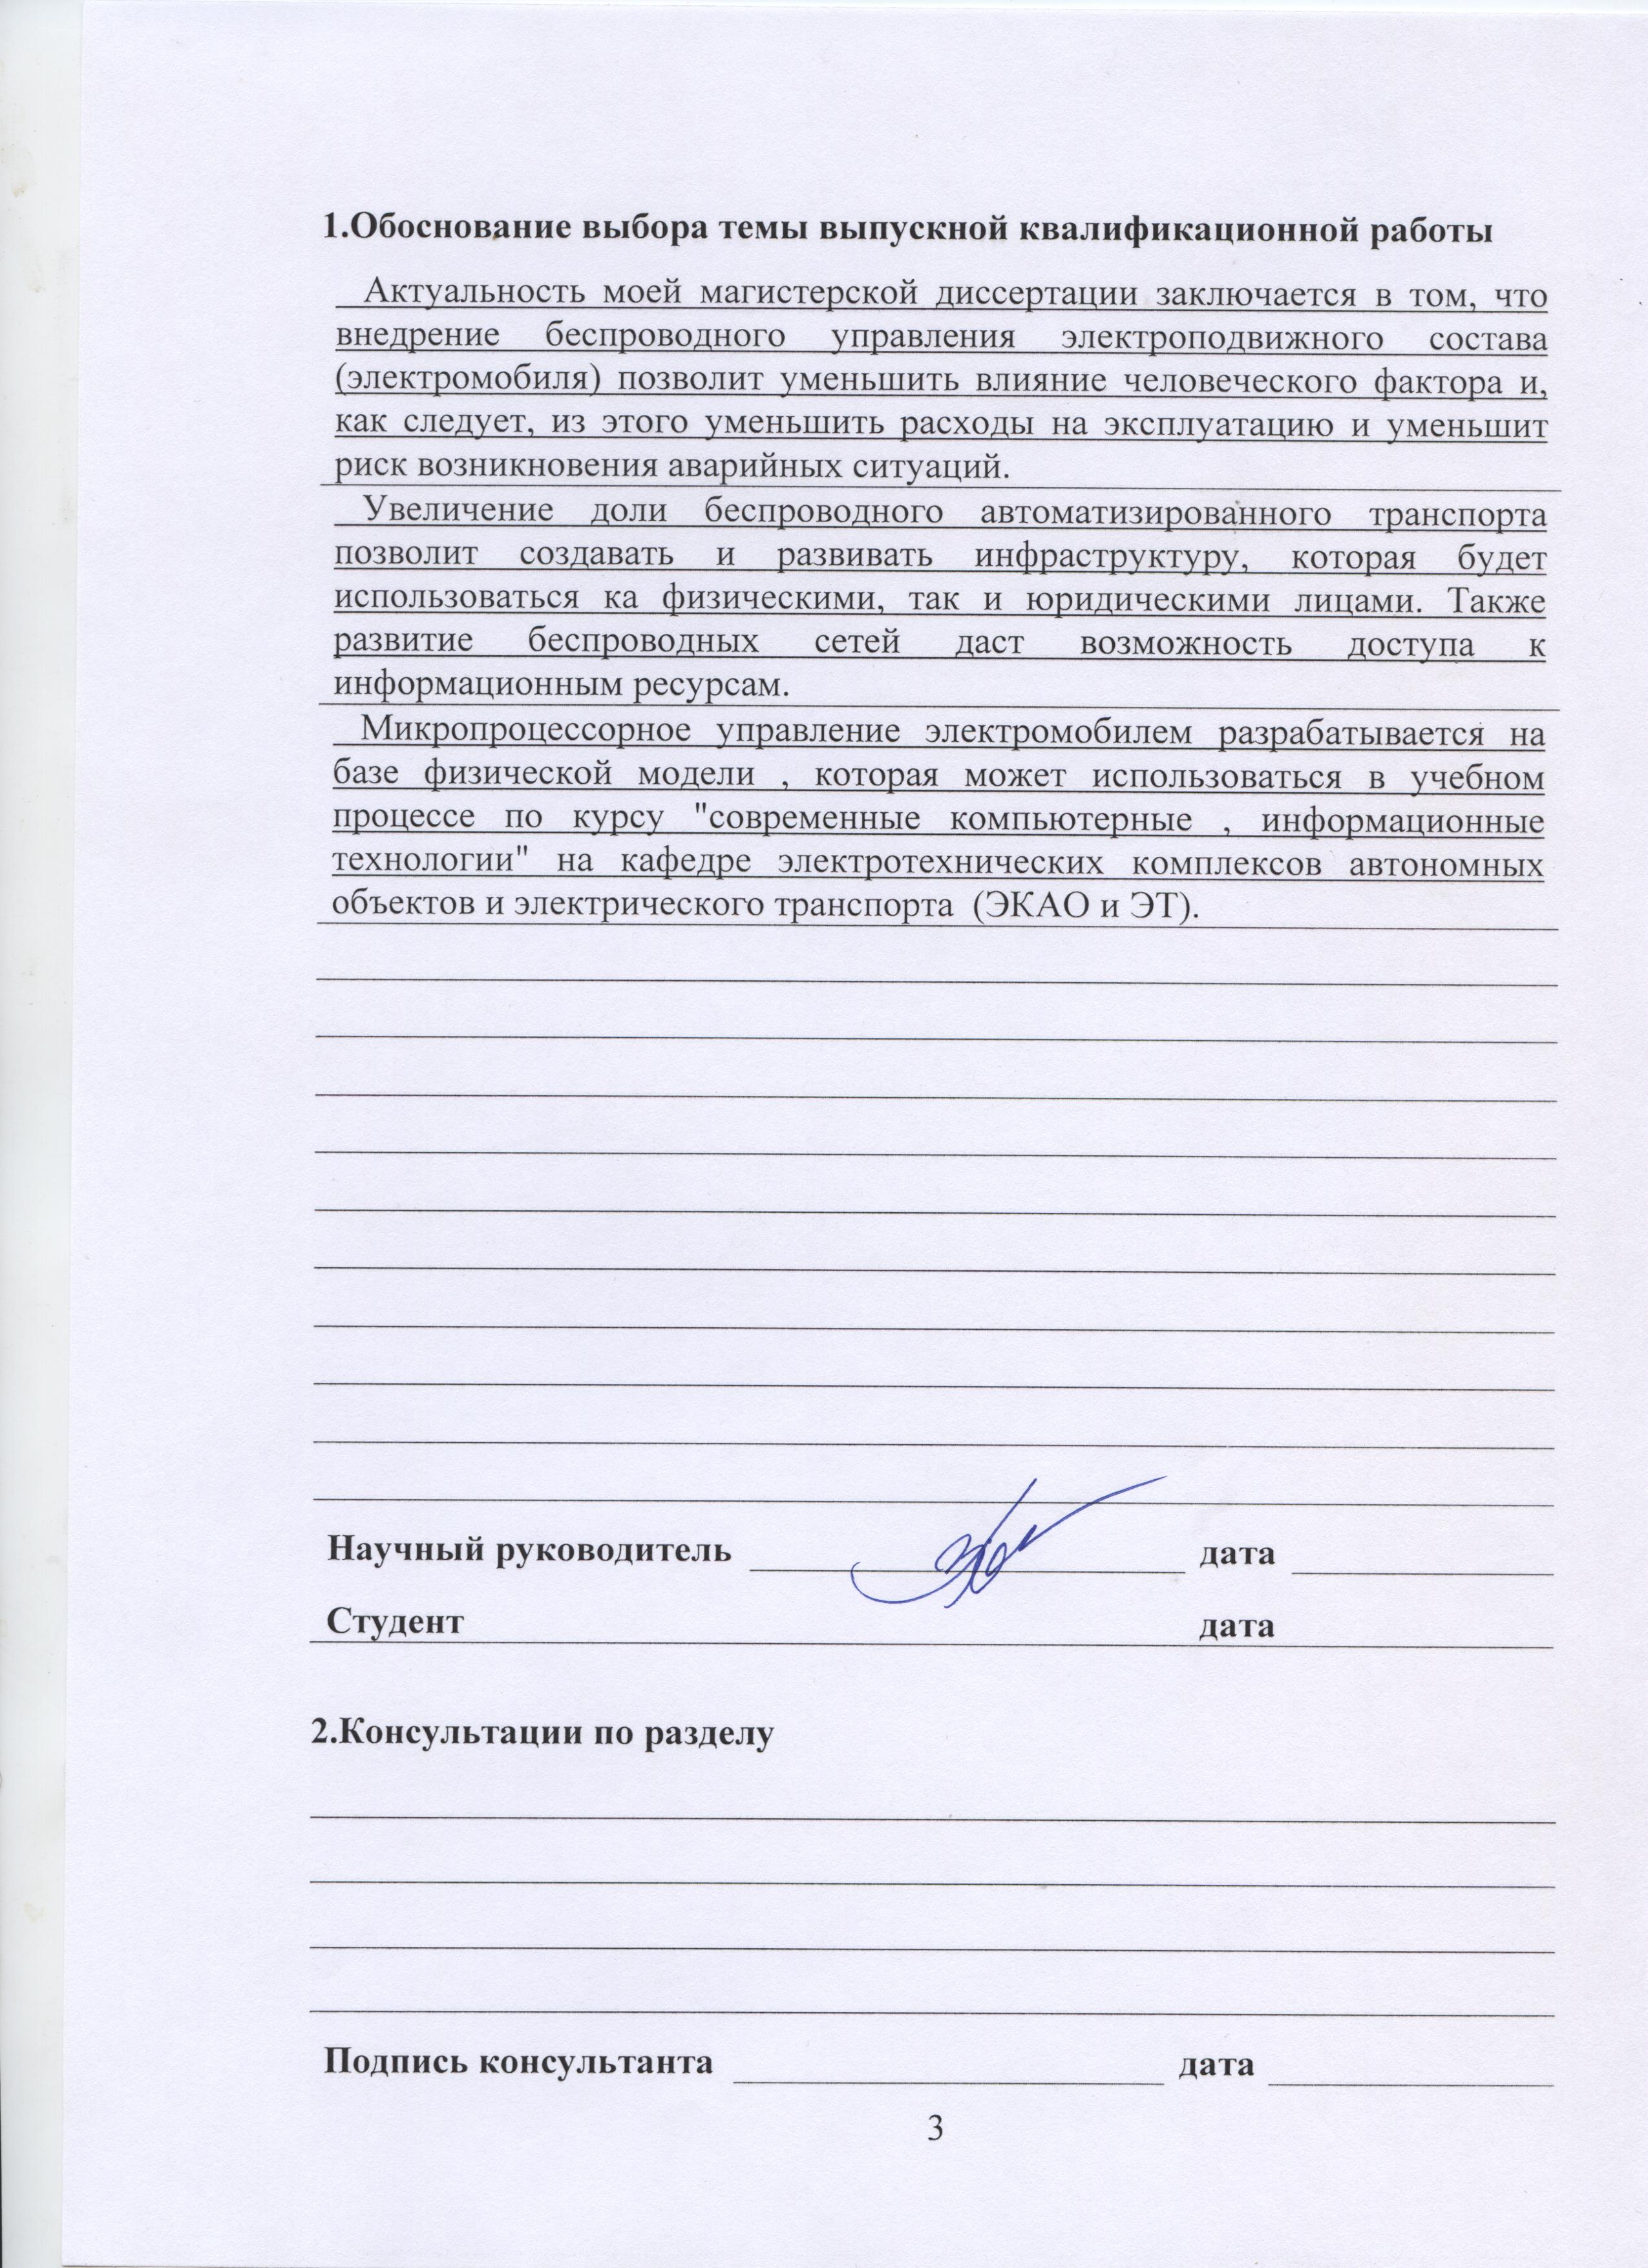 1.Обоснование выбора темы выпускной квалификационной работы
Актуальность моей магистерской диссертации заключается в том, что
внедрение беспроводного управления электроподвижного состава
(электромобиля) позволит уменьшить влияние человеческого фактора и,
как следует, из этого уменьшить расходы на эксплуатацию и уменьшит
риск возникновения аварийных ситуаций.
Увеличение доли беспроводного автоматизированного транспорта
позволит создавать и развивать инфраструктуру, которая будет
использоваться ка физическими, так и юридическими лицами. Также
развитие беспроводных сетей даст возможность доступа к
информационным ресурсам.
Микропроцессорное управление электромобилем разрабатывается на
базе физической модели , которая может использоваться в учебном
процессе по курсу "современные компьютерные , информационные
технологии" на кафедре электротехнических комплексов автономных
объектов и электрического транспорта (ЭКАО и ЭТ).
Научный руководитель дата
Студент дата
2.Консультации по разделу
Подпись консультанта дата
3